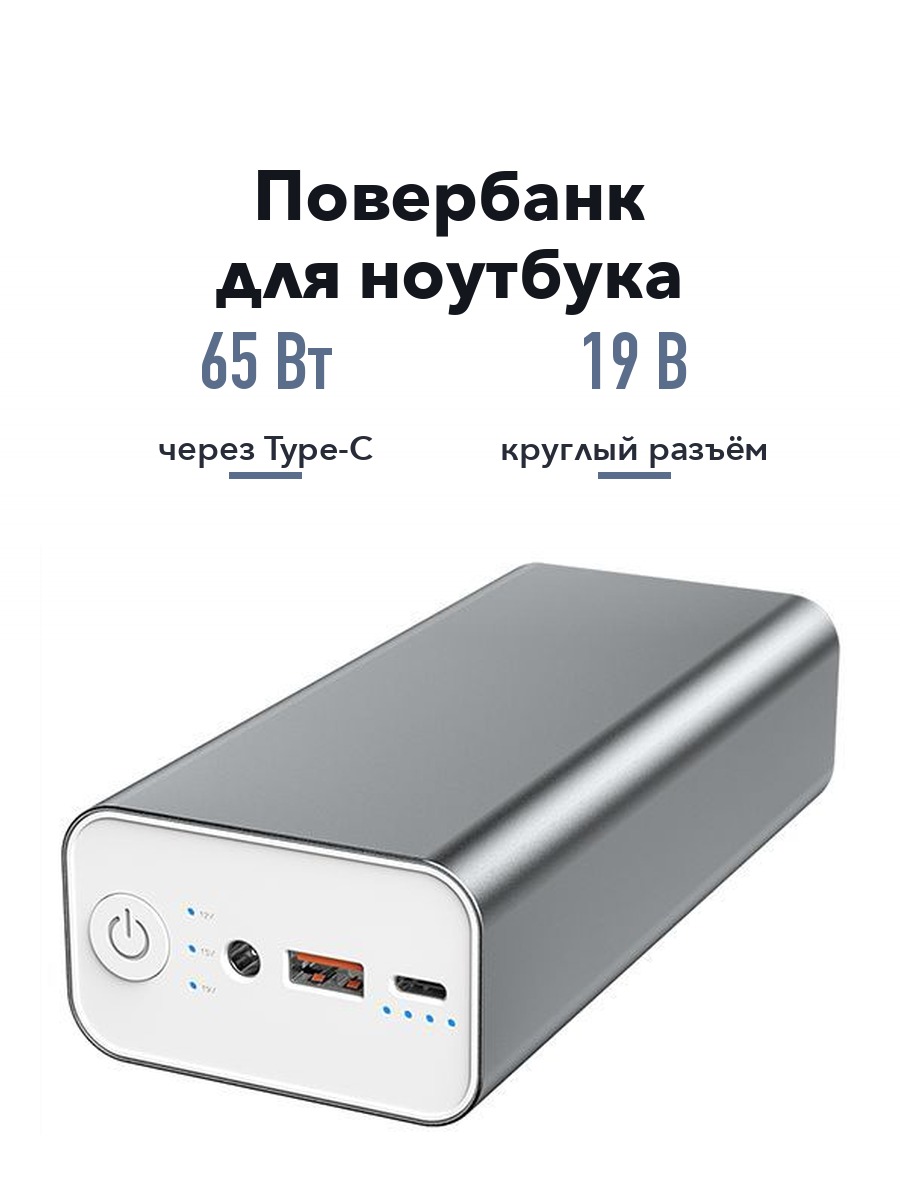 Повербанк
для ноутбука
65 Вт
19 В
через Type-C
круглый разъём